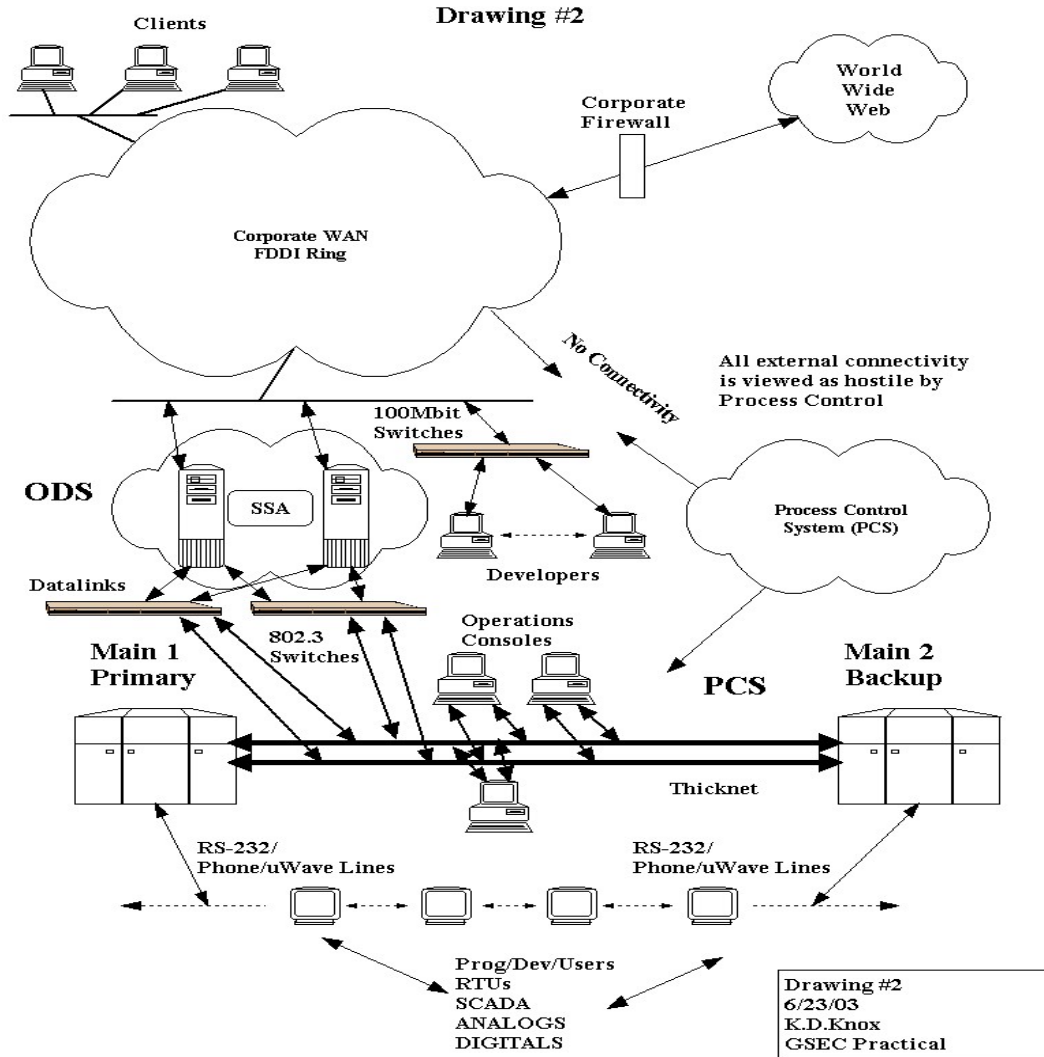 Drawing #2
Clients
World
Wide
Web
Corporate
Firewall
Corporate WAN
FDDI Ring
No Connectivity
All external connectivity
is viewed as hostile by
Process Control
100Mbit
Switches
ODS
SSA
Process Control
System (PCS)
Developers
Datalinks
802.3
Switches
Operations
Consoles
Main 1
Primary
PCS
Main 2
Backup
Thicknet
RS-232/
Phone/uWave Lines
RS-232/
Phone/uWave Lines
Prog/Dev/Users
RTUs
SCADA
ANALOGS
DIGITALS
Drawing #2
6/23/03
K.D.Knox
GSEC Practical